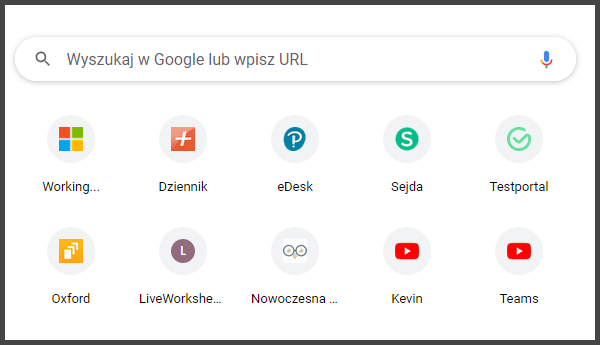 Wyszukaj w Google lub wpisz URL
Working...
Dziennik
eDesk
Sejda
Testportal
Oxford
L
LiveWorkshe...
Nowoczesna ...
Kevin
Teams